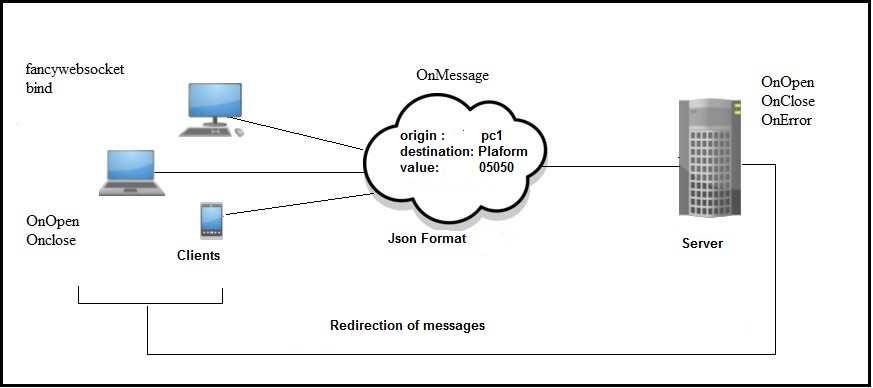 fancywebsocket
bind
OnMessage
OnOpen
OnClose
OnError
origin : pc1
destination: Plaform
value: 05050
OnOpen
Onclose
Clients
Json Format
Server
Redirection of messages